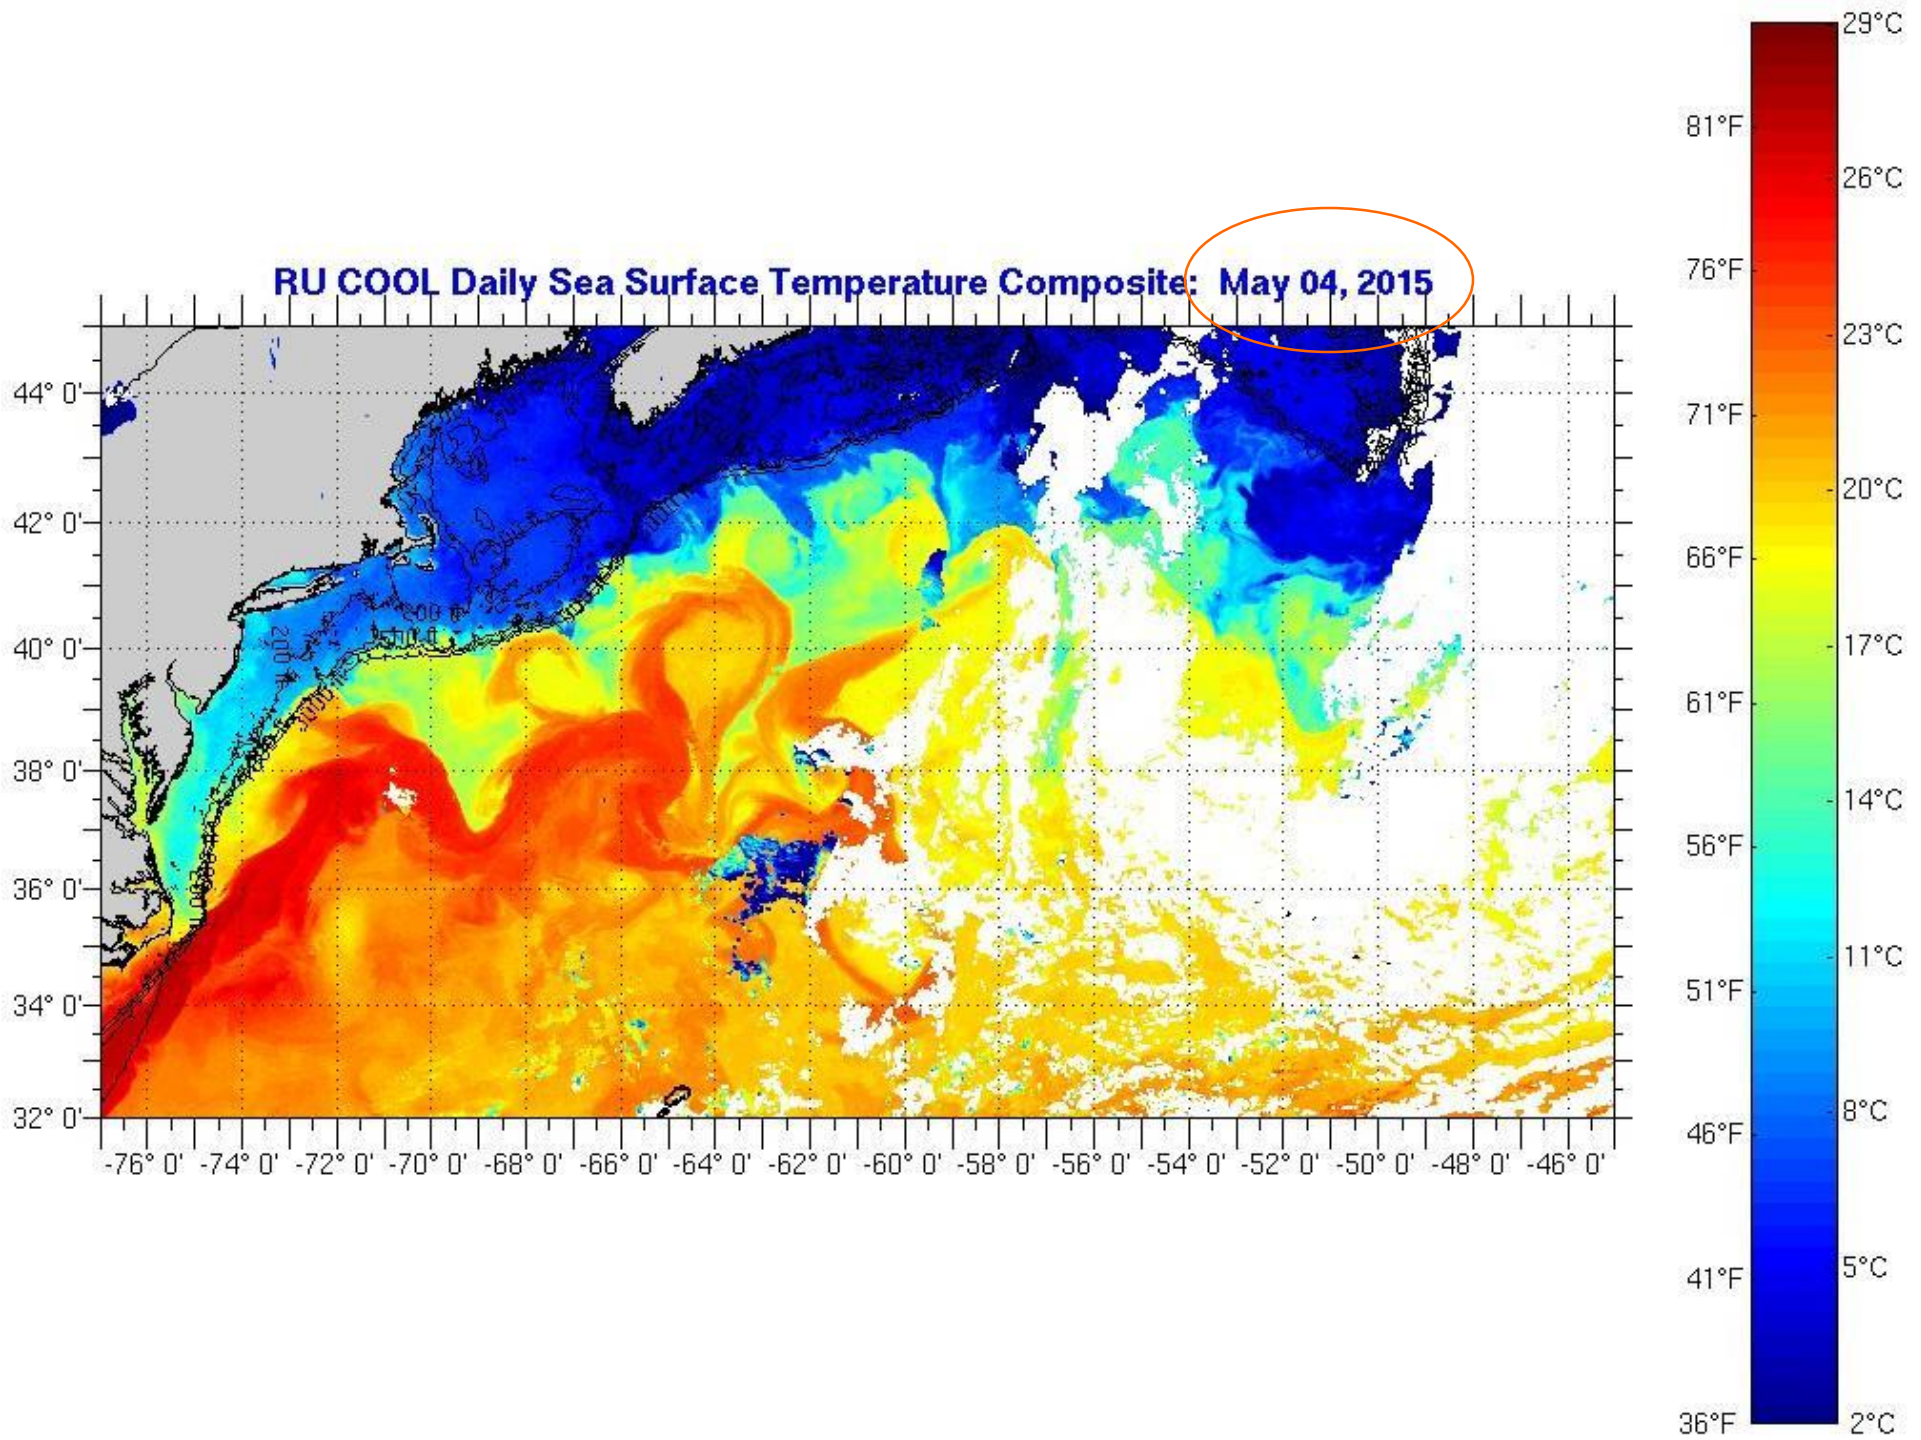 RU COOL Daily Sea Surface Temperature Composite: May 04, 2015
44° 0'
42° 0'
40° 0'
38° 0'
36° 0'
34° 0'
32° 0'
-76° 0' -74° 0' -72° 0' -70° 0' -68° 0' -66° 0' -64° 0' -62° 0' -60° 0' -58° 0' -56° 0' -54° 0' -52° 0' -50° 0' -48° 0' -46° 0'
29°C
81°F
26°C
76°F
23°C
71°F
20°C
66°F
17°C
61°F
14°C
56°F
11°C
51°F
8°C
46°F
5°C
41°F
36°F 2°C